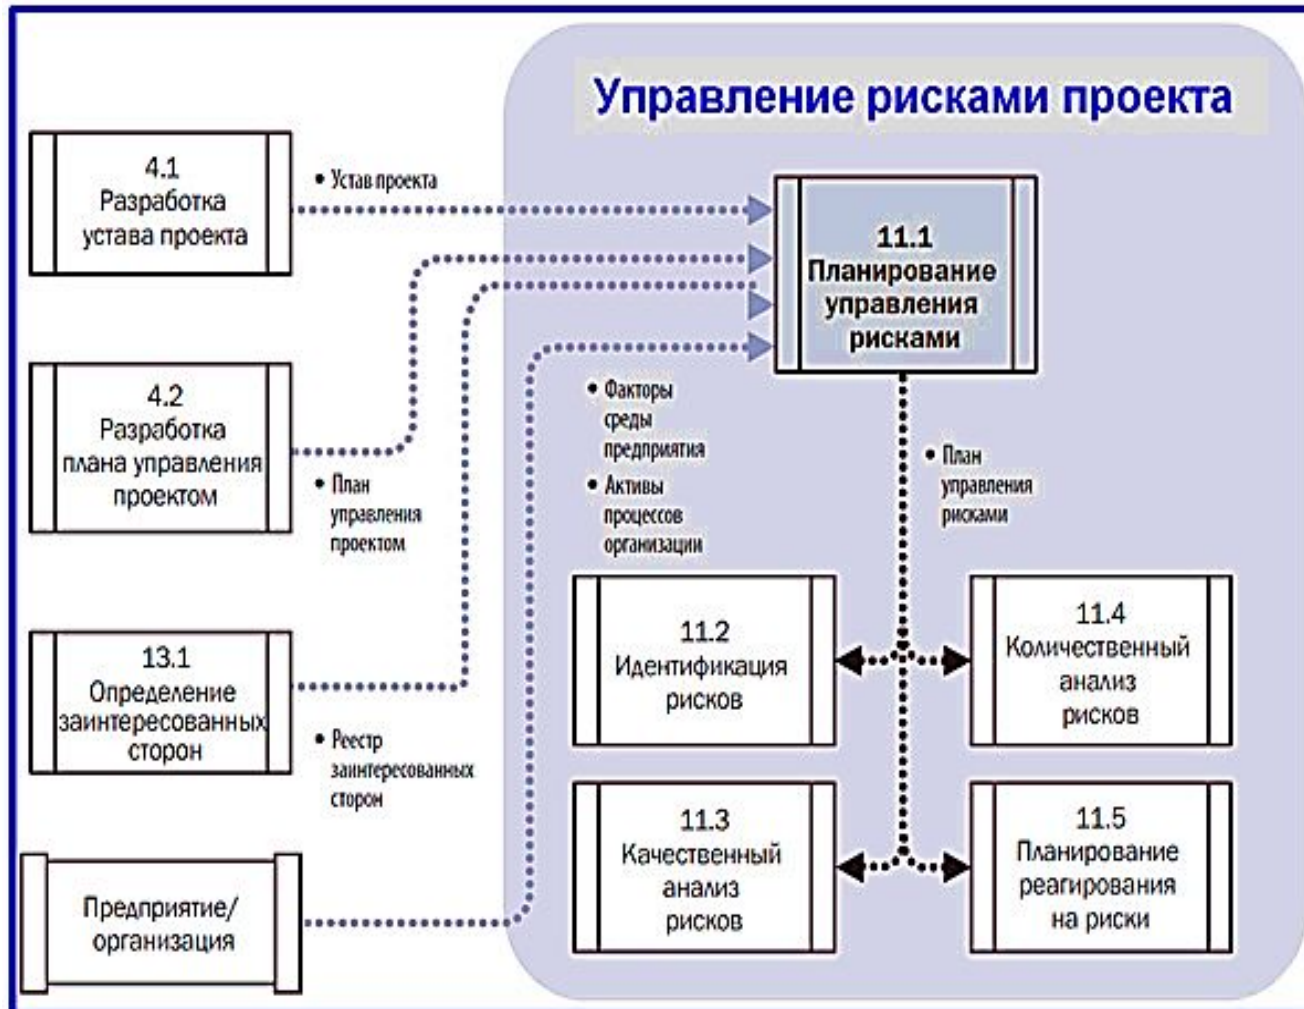 Управление рисками проекта
4.1
Разработка
устава проекта
• Устав проекта
11.1
Планирование
управления
рисками
4.2
Разработка
плана управления
проектом
• План
управления
проектом
• Факторы
среды
предприятия
• Активы
процессов
организации
• План
управления
рисками
13.1
Определение
заинтересованных
сторон
• Реестр
заинтересованных
сторон
11.2
Идентификация
рисков
11.4
Количественный
анализ
рисков
11.3
Качественный
анализ
рисков
11.5
Планирование
реагирования
на риски
Предприятие/
организация